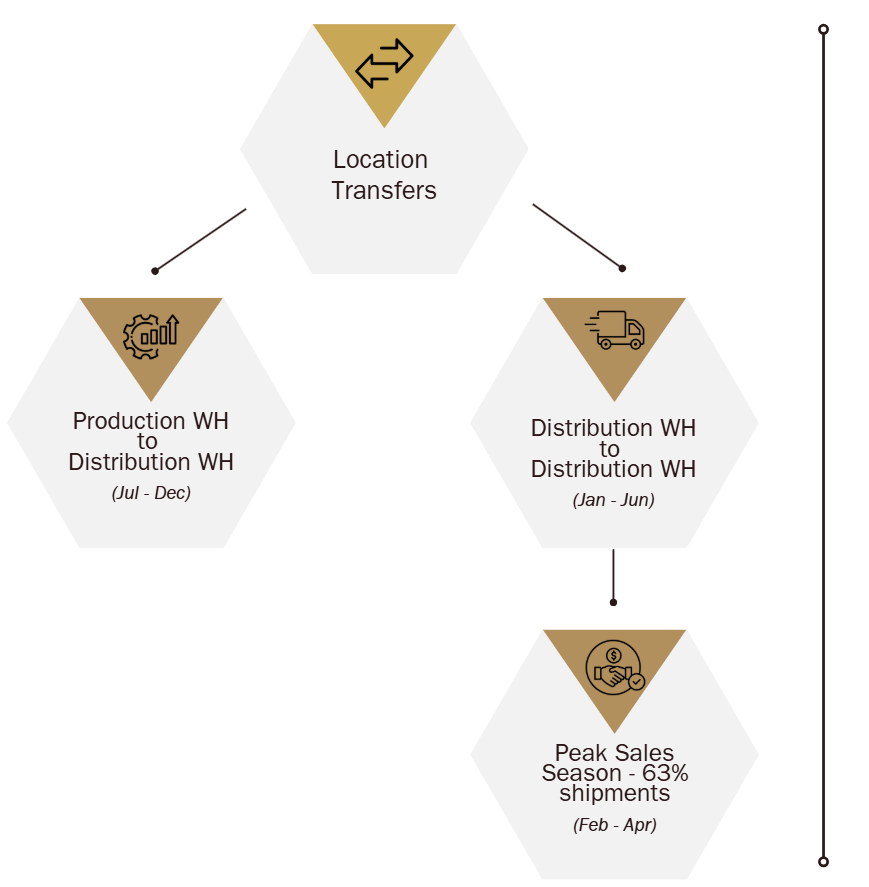 Location
Transfers
Production WH
to
Distribution WH
(Jul - Dec)
Distribution WH
to
Distribution WH
(Jan - Jun)
$
Peak Sales
Season - 63%
shipments
(Feb - Apr)